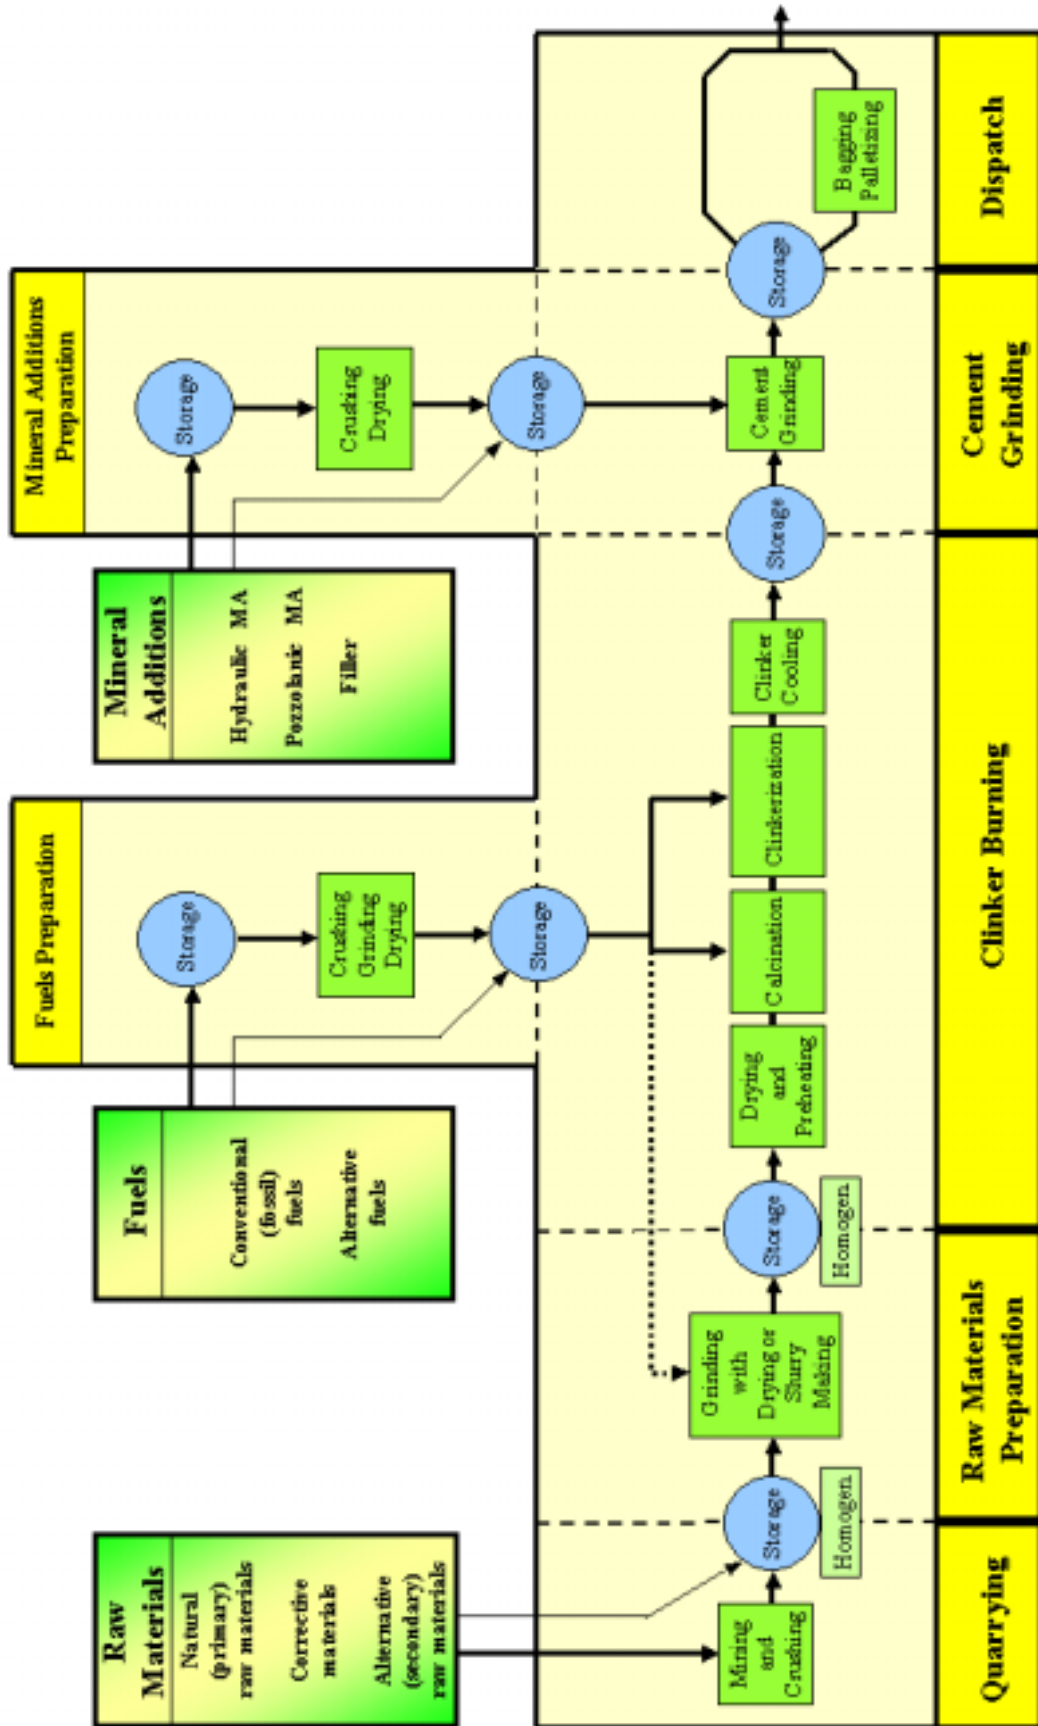 Raw
Materials
Natural
(primary)
raw materials
Corrective
materials
Alternative
(secondary)
raw materials
Fuels
Conventional
(fossil)
fuels
Alternative
fuels
Fuels Preparation
Storage
Crushing
Grinding
Drying
Storage
Mineral
Additions
Hydraulic MA
Pozzolanic MA
Filler
Mineral Additions
Preparation
Storage
Crushing
Drying
Storage
Mining
and
Crushing
Storage
Homogen.
Grinding
with
Drying or
Slurry
Making
Storage
Homogen.
Drying
and
Preheating
Calcination
Clinkerization
Clinker
Cooling
Storage
Cement
Grinding
Storage
Bagging
Palletizing
Quarrying
Raw Materials
Preparation
Clinker Burning
Cement
Grinding
Dispatch